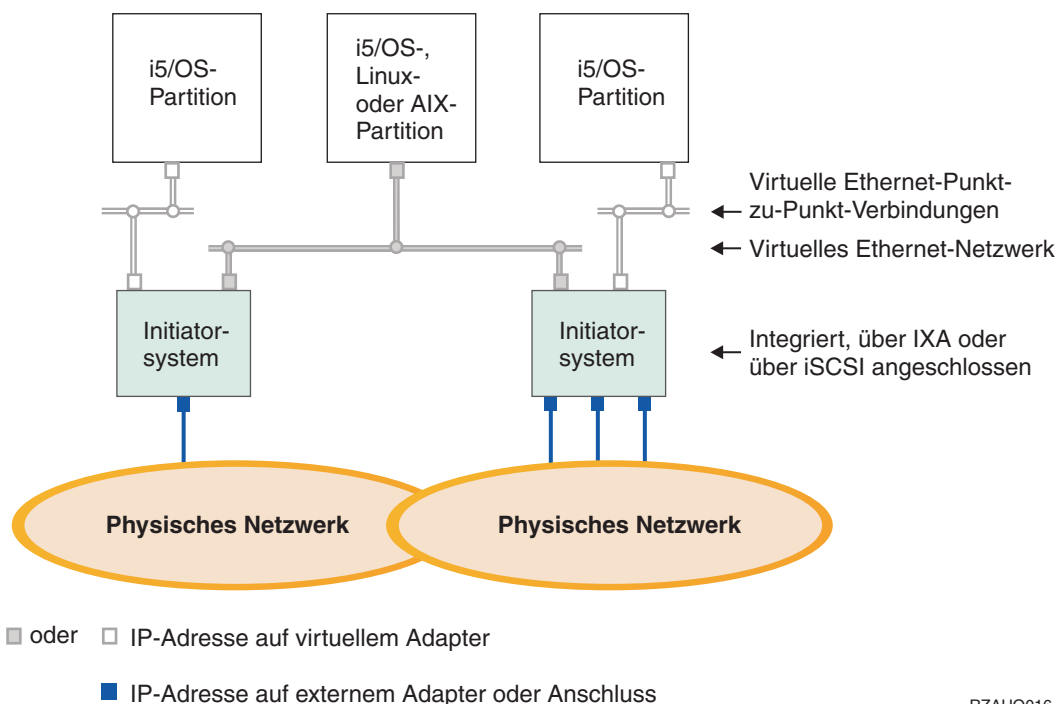 i5/OS-
Partition
i5/OS-,
Linux-
oder AIX-
Partition
i5/OS-
Partition
Virtuelle Ethernet-Punkt-
zu-Punkt-Verbindungen
Virtuelles Ethernet-Netzwerk
Initiator-
system
Initiator-
system
Integriert, über IXA oder
über iSCSI angeschlossen
Physisches Netzwerk
Physisches Netzwerk
oder IP-Adresse auf virtuellem Adapter
IP-Adresse auf externem Adapter oder Anschluss